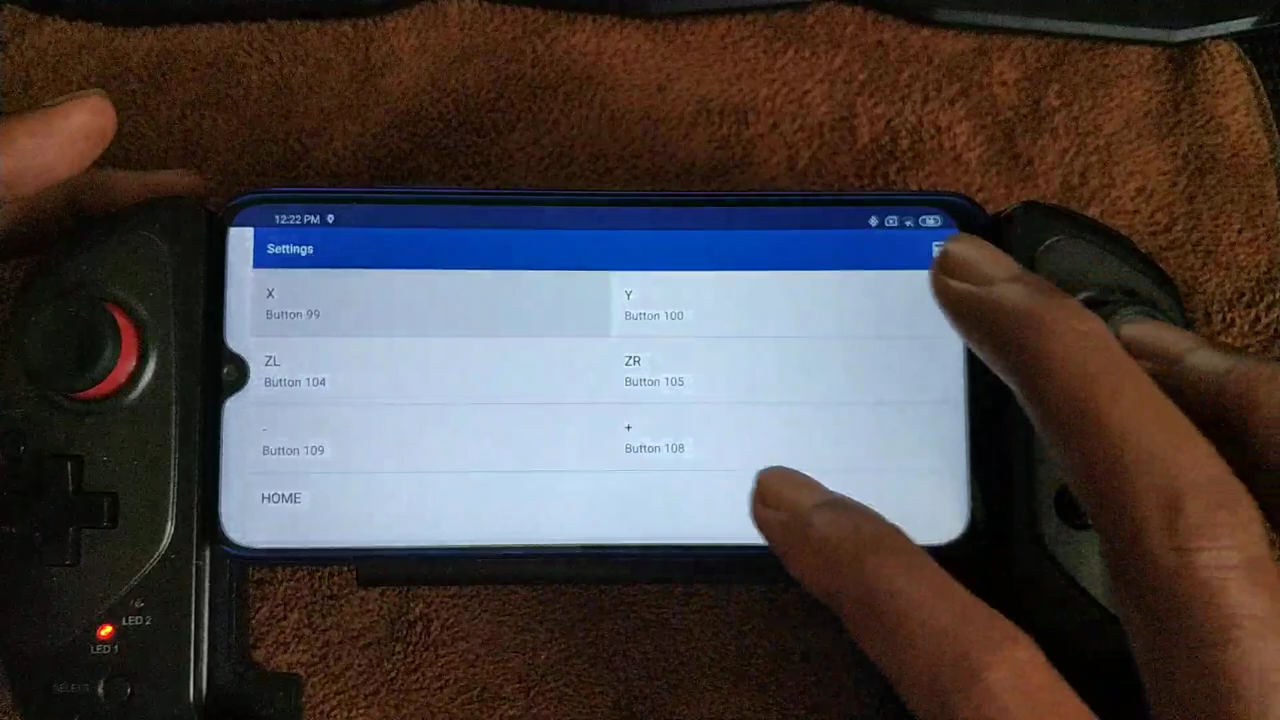 12:22 PM
Settings
X
Y
Button 99
Button 100
ZL
ZR
Button 104
Button 105
-
+
Button 109
Button 108
HOME
LED 2
LED 1
SELECT